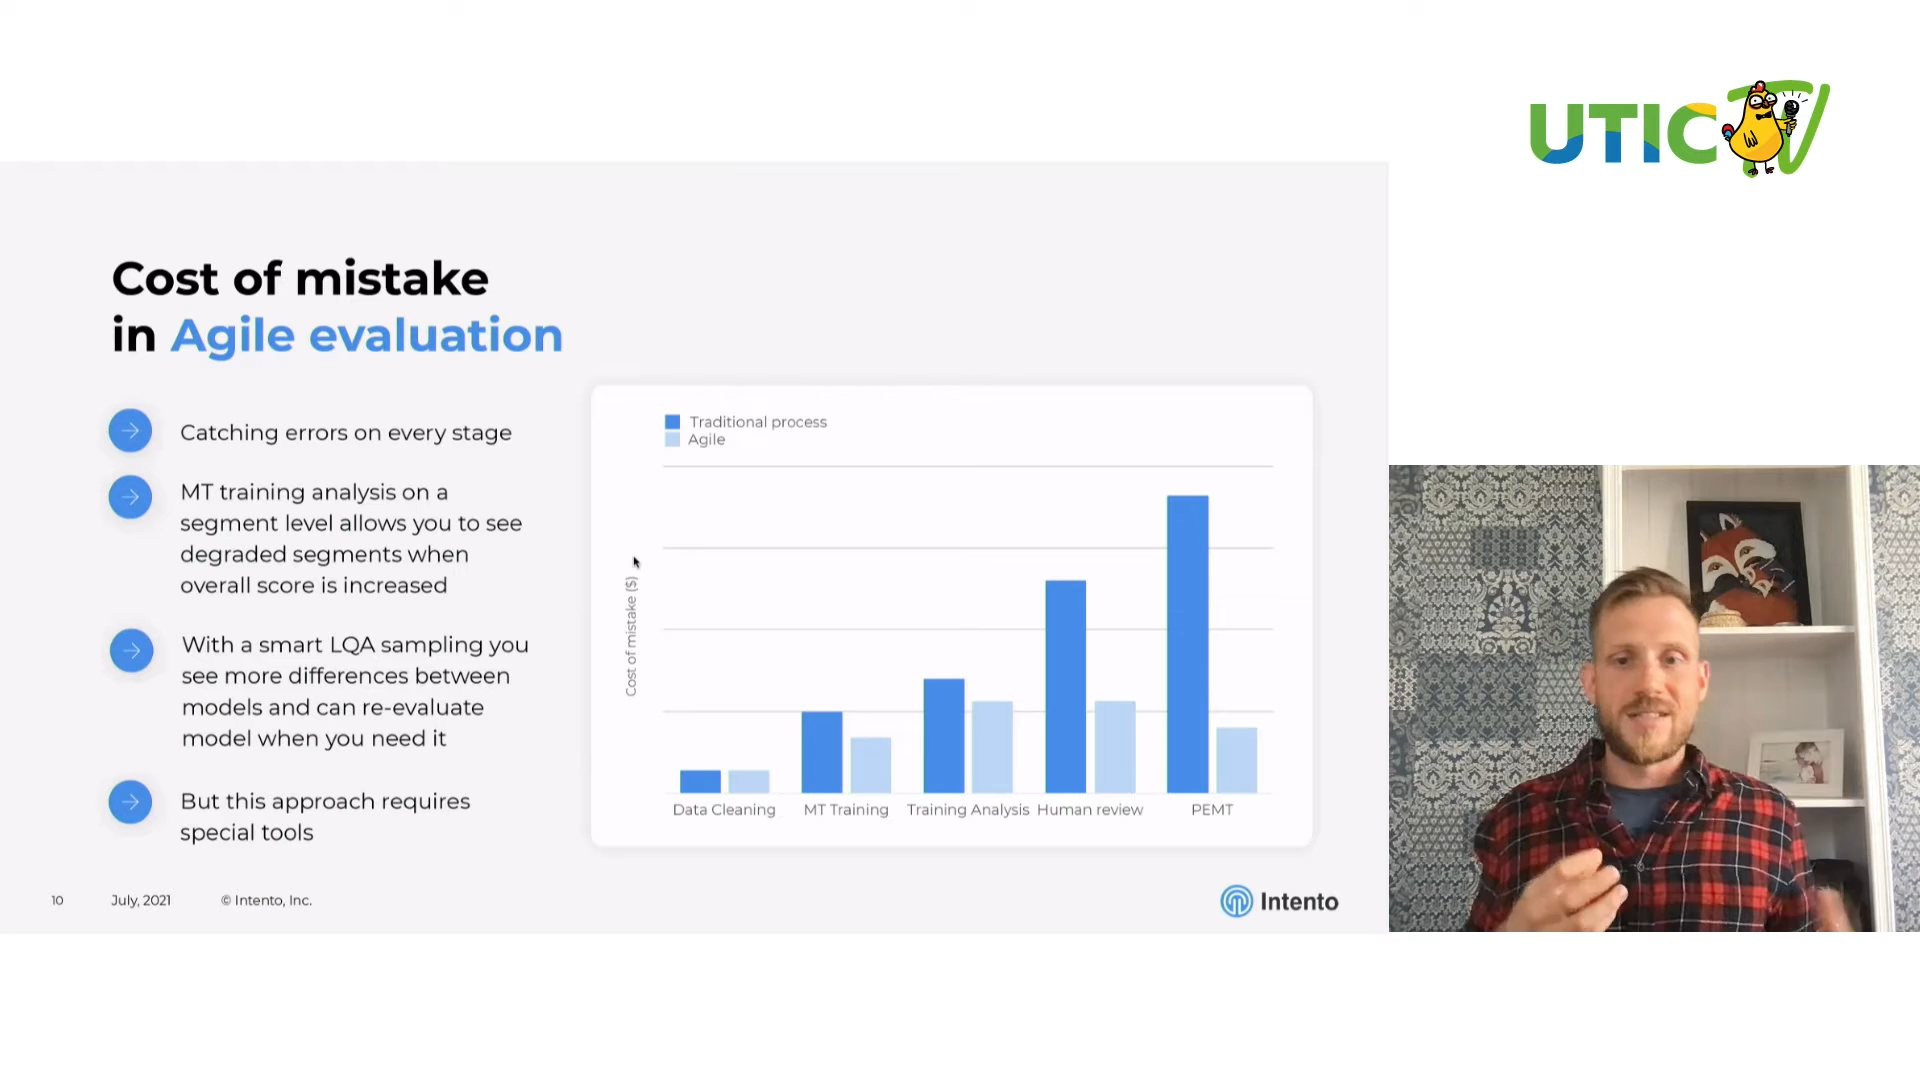 UTIC TV
Cost of mistake
in Agile evaluation
Catching errors on every stage
MT training analysis on a
segment level allows you to see
degraded segments when
overall score is increased
With a smart LQA sampling you
see more differences between
models and can re-evaluate
model when you need it
But this approach requires
special tools
Traditional process
Agile
Cost of mistake ($)
Data Cleaning
MT Training
Training Analysis
Human review
PEMT
10
July, 2021
© Intento, Inc.
Intento